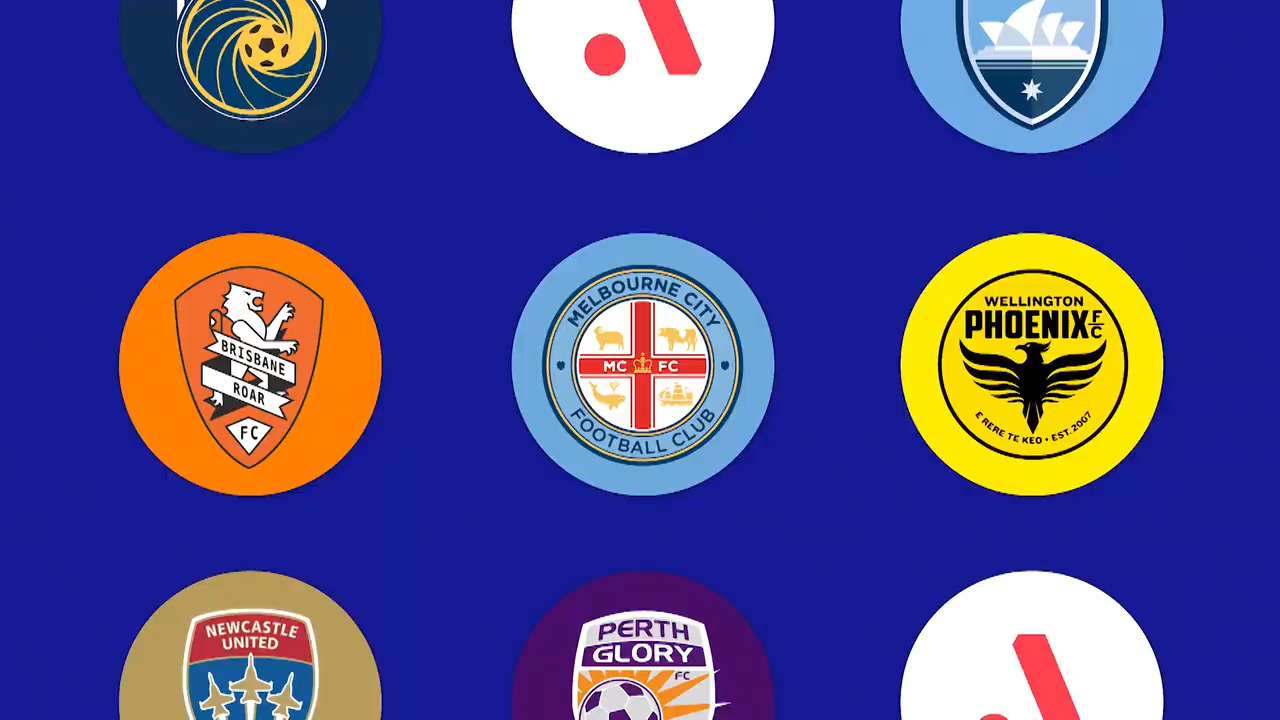 BRISBANE
ROAR
FC
MELBOURNE CITY
MC FC
FOOTBALL CLUB
WELLINGTON
PHOENIX FC
E RERE TE KEO • EST. 2007
NEWCASTLE
UNITED
PERTH
GLORY
FC